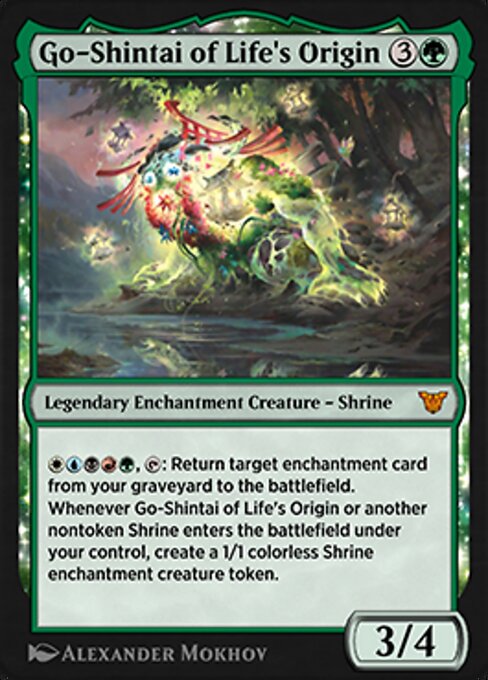 Go-Shintai of Life's Origin 3
Legendary Enchantment Creature – Shrine
, : Return target enchantment card
from your graveyard to the battlefield.
Whenever Go-Shintai of Life's Origin or another
nontoken Shrine enters the battlefield under
your control, create a 1/1 colorless Shrine
enchantment creature token.
3/4
Alexander Mokhov